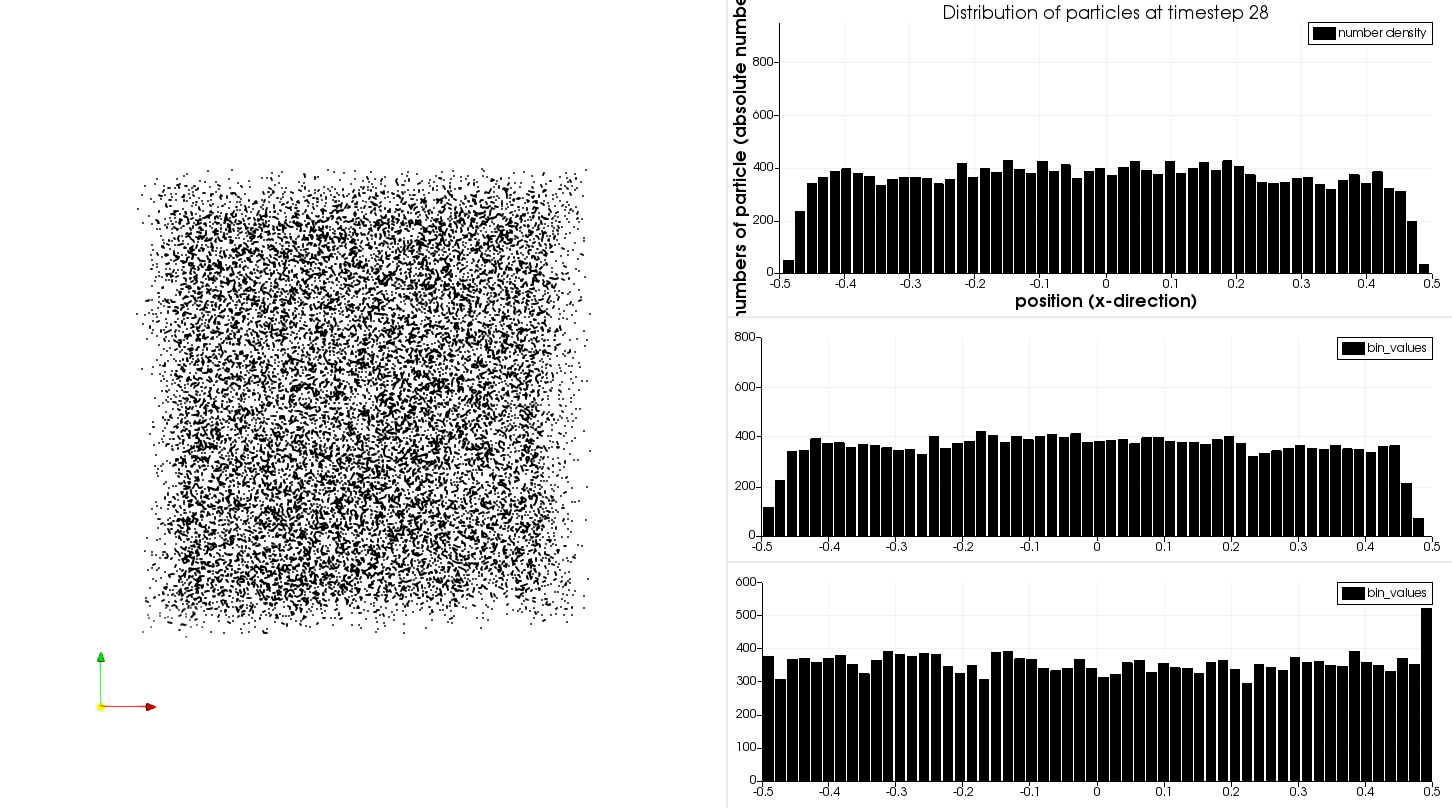 Distribution of particles at timestep 28
number density
numbers of particle (absolute numbe
800
600
400
200
0
-0.5 -0.4 -0.3 -0.2 -0.1 0 0.1 0.2 0.3 0.4 0.5
position (x-direction)
bin_values
800
600
400
200
0
-0.5 -0.4 -0.3 -0.2 -0.1 0 0.1 0.2 0.3 0.4 0.5
bin_values
600
500
400
300
200
100
0
-0.5 -0.4 -0.3 -0.2 -0.1 0 0.1 0.2 0.3 0.4 0.5